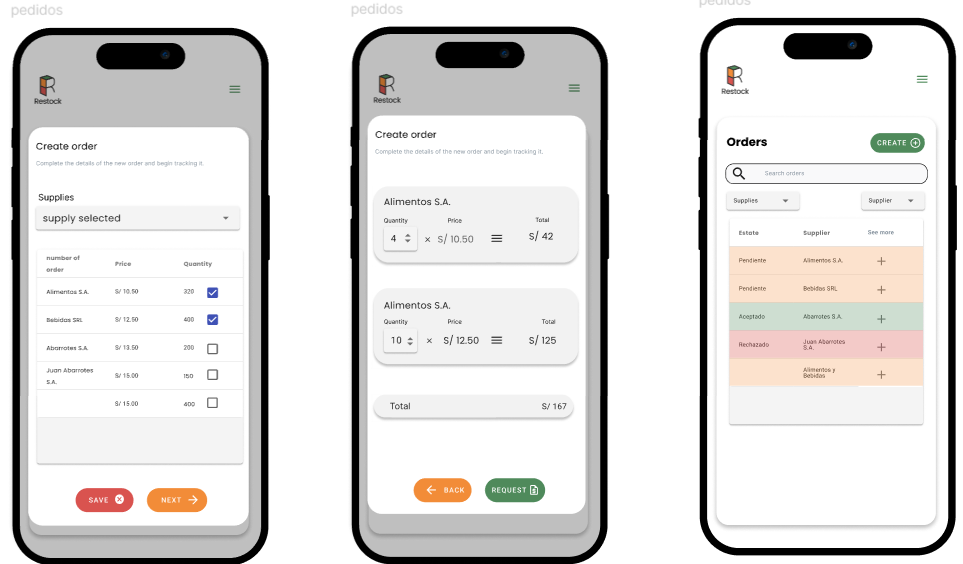 pedidos
Restock
Create order
Complete the details of the new order and begin tracking it.
Supplies
supply selected
number of
order
Price
Quantity
Alimentos S.A.
S/ 10.50
320
Bebidas SRL
S/ 12.50
400
Abarrotes S.A.
S/ 13.50
200
Juan Abarrotes
S.A.
S/ 15.00
150
S/ 15.00
400
SAVE
NEXT
pedidos
Restock
Create order
Complete the details of the new order and begin tracking it.
Alimentos S.A.
Quantity
Price
Total
4
×
S/ 10.50
S/ 42
Alimentos S.A.
Quantity
Price
Total
10
×
S/ 12.50
S/ 125
Total
S/ 167
BACK
REQUEST
pedidos
Restock
Orders
CREATE
Search orders
Supplies
Supplier
Estate
Supplier
See more
Pendiente
Alimentos S.A.
Pendiente
Bebidas SRL
Aceptado
Abarrotes S.A.
Rechazado
Juan Abarrotes
S.A.
Alimentos y
Bebidas